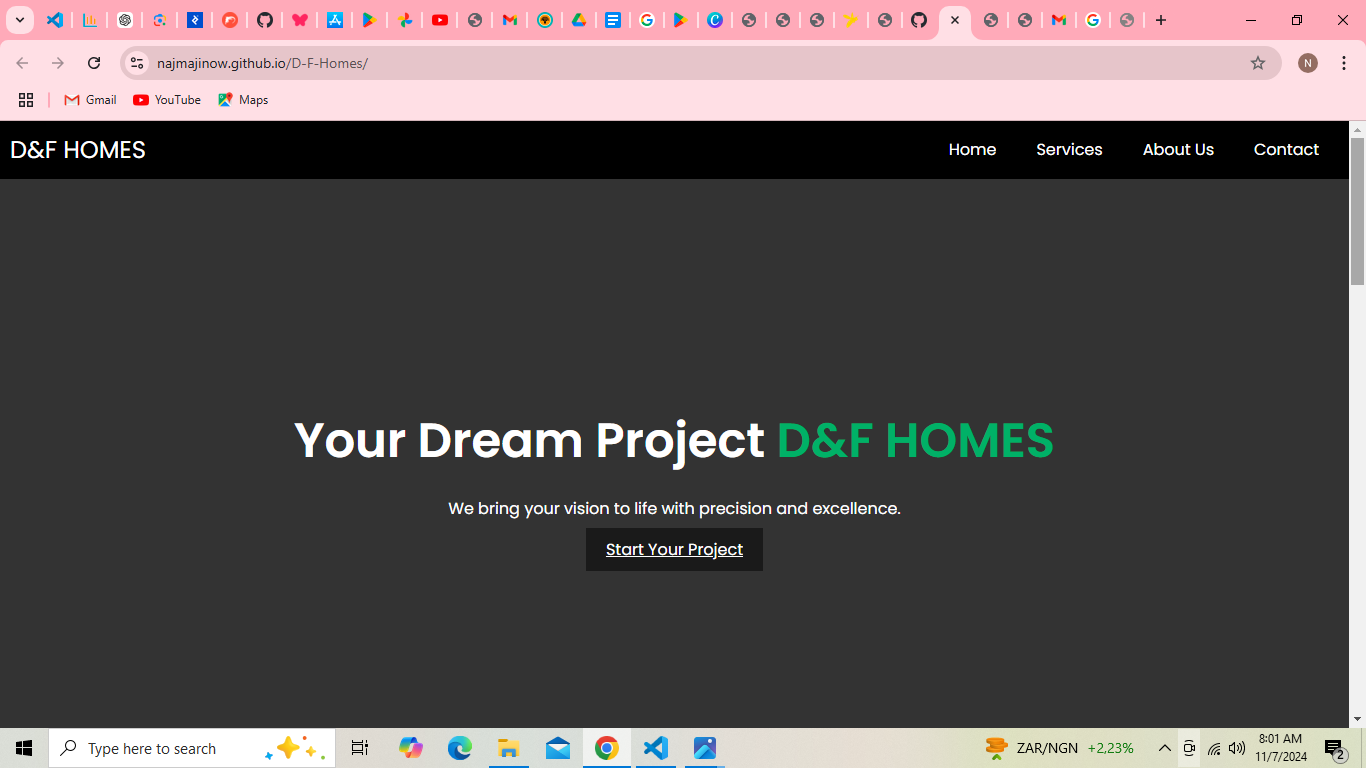 najmajinow.github.io/D-F-Homes/
N
Gmail YouTube Maps
D&F HOMES Home Services About Us Contact
Your Dream Project D&F HOMES
We bring your vision to life with precision and excellence.
Start Your Project
Type here to search ZAR/NGN +2,23% 8:01 AM
11/7/2024 2